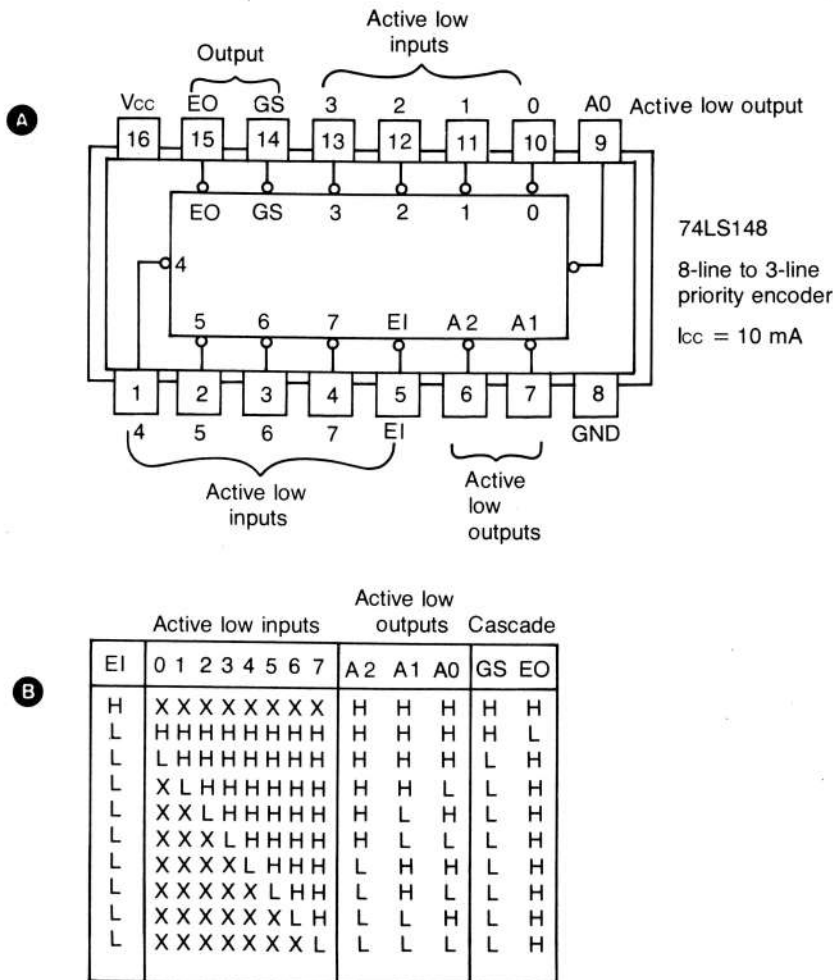 Active low
inputs
Output
A
Vcc EO GS 3 2 1 0 A0 Active low output
16 15 14 13 12 11 10 9
EO GS 3 2 1 0
4
74LS148
8-line to 3-line
priority encoder
Icc = 10 mA
5 6 7 EI A2 A1
1 2 3 4 5 6 7 8
4 5 6 7 EI GND
Active low
inputs
Active
low
outputs
Active low inputs
Active low
outputs
Cascade
B
EI 0 1 2 3 4 5 6 7 A2 A1 A0 GS EO
H X X X X X X X X H H H H H
L H H H H H H H H H H H H L
L L H H H H H H H H H H L H
L X L H H H H H H H H L L H
L X X L H H H H H H L H L H
L X X X L H H H H H L L L H
L X X X X L H H H L H H L H
L X X X X X L H H L H L L H
L X X X X X X L H L L H L H
L X X X X X X X L L L L L H